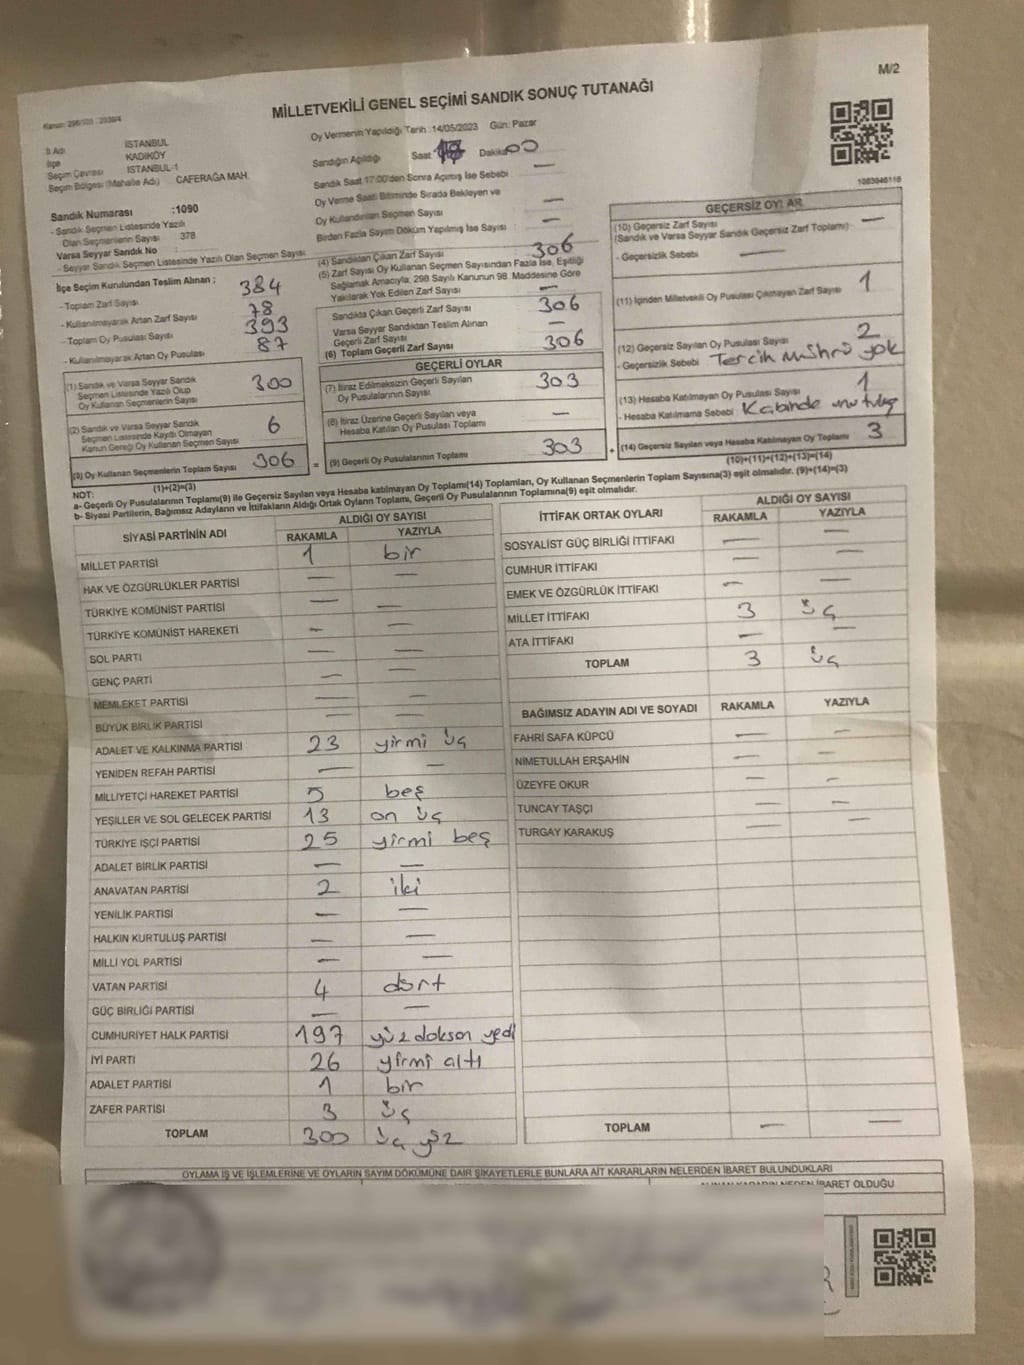 M/2
MİLLETVEKİLİ GENEL SEÇİMİ SANDIK SONUÇ TUTANAĞI
İl Adı İSTANBUL
İlçe KADIKÖY
Seçim Çevresi İSTANBUL-1
Seçim Bölgesi (Mahalle Adı) CAFERAĞA MAH.
Sandık Numarası :1090
- Sandık Seçmen Listesinde Yazılı
Olan Seçmenlerin Sayısı 378
Varsa Seyyar Sandık No
- Seyyar Sandık Seçmen Listesinde Yazılı Olan Seçmen Sayısı
İlçe Seçim Kurulundan Teslim Alınan :
- Toplam Zarf Sayısı 384
- Kullanılmayarak Artan Zarf Sayısı 78
- Toplam Oy Pusulası Sayısı 393
- Kullanılmayarak Artan Oy Pusulası 87
(1) Sandık ve Varsa Seyyar Sandık
Seçmen Listesinde Yazılı Olup
Oy Kullanan Seçmenlerin Sayısı 300
(2) Sandık ve Varsa Seyyar Sandık
Seçmen Listesinde Kayıtlı Olmayan
Kanun Gereği Oy Kullanan Seçmen Sayısı 6
(3) Oy Kullanan Seçmenlerin Toplam Sayısı 306 =
(1)+(2)=(3)
Oy Vermenin Yapıldığı Tarih :14/05/2023 Gün: Pazar
Sandığın Açıldığı Saat 17 Dakika 00
Sandık Saat 17:00'den Sonra Açılmış İse Sebebi —
Oy Verme Saati Bitiminde Sırada Bekleyen ve
Oy Kullandırılan Seçmen Sayısı —
Birden Fazla Sayım Döküm Yapılmış İse Sayısı —
(4) Sandıktan Çıkan Zarf Sayısı 306
(5) Zarf Sayısı Oy Kullanan Seçmen Sayısından Fazla İse, Eşitliği
Sağlamak Amacıyla; 298 Sayılı Kanunun 98. Maddesine Göre
Yakılarak Yok Edilen Zarf Sayısı —
Sandıkta Çıkan Geçerli Zarf Sayısı 306
Varsa Seyyar Sandıktan Teslim Alınan
Geçerli Zarf Sayısı —
(6) Toplam Geçerli Zarf Sayısı 306
GEÇERLİ OYLAR
(7) İtiraz Edilmeksizin Geçerli Sayılan
Oy Pusulalarının Sayısı 303
(8) İtiraz Üzerine Geçerli Sayılan veya
Hesaba Katılan Oy Pusulası Toplamı —
(9) Geçerli Oy Pusulalarının Toplamı 303 +
GEÇERSİZ OYLAR
(10) Geçersiz Zarf Sayısı
(Sandık ve Varsa Seyyar Sandık Geçersiz Zarf Toplamı) —
- Geçersizlik Sebebi —
(11) İçinden Milletvekili Oy Pusulası Çıkmayan Zarf Sayısı 1
(12) Geçersiz Sayılan Oy Pusulası Sayısı 2
- Geçersizlik Sebebi Tercih mührü yok
(13) Hesaba Katılmayan Oy Pusulası Sayısı 1
- Hesaba Katılmama Sebebi Kabinde
(14) Geçersiz Sayılan veya Hesaba Katılmayan Oy Toplamı 3
(10)+(11)+(12)+(13)=(14)
NOT:
a- Geçerli Oy Pusulalarının Toplamı(9) ile Geçersiz Sayılan veya Hesaba katılmayan Oy Toplamı(14) Toplamları, Oy Kullanan Seçmenlerin Toplam Sayısına(3) eşit olmalıdır. (9)+(14)=(3)
b- Siyasi Partilerin, Bağımsız Adayların ve İttifakların Aldığı Ortak Oyların Toplamı, Geçerli Oy Pusulalarının Toplamına(9) eşit olmalıdır.
SİYASİ PARTİNİN ADI ALDIĞI OY SAYISI
RAKAMLA YAZIYLA
MİLLET PARTİSİ 1 bir
HAK VE ÖZGÜRLÜKLER PARTİSİ — —
TÜRKİYE KOMÜNİST PARTİSİ — —
TÜRKİYE KOMÜNİST HAREKETİ — —
SOL PARTİ — —
GENÇ PARTİ — —
MEMLEKET PARTİSİ — —
BÜYÜK BİRLİK PARTİSİ — —
ADALET VE KALKINMA PARTİSİ 23 yirmi üç
YENİDEN REFAH PARTİSİ — —
MİLLİYETÇİ HAREKET PARTİSİ 5 beş
YEŞİLLER VE SOL GELECEK PARTİSİ 13 on üç
TÜRKİYE İŞÇİ PARTİSİ 25 yirmi beş
ADALET BİRLİK PARTİSİ — —
ANAVATAN PARTİSİ 2 iki
YENİLİK PARTİSİ — —
HALKIN KURTULUŞ PARTİSİ — —
MİLLİ YOL PARTİSİ — —
VATAN PARTİSİ 4 dört
GÜÇ BİRLİĞİ PARTİSİ — —
CUMHURİYET HALK PARTİSİ 197 yüz dokson yedi
İYİ PARTİ 26 yirmi altı
ADALET PARTİSİ 1 bir
ZAFER PARTİSİ 3 üç
TOPLAM 300 üç yüz
İTTİFAK ORTAK OYLARI ALDIĞI OY SAYISI
RAKAMLA YAZIYLA
SOSYALİST GÜÇ BİRLİĞİ İTTİFAKI — —
CUMHUR İTTİFAKI — —
EMEK VE ÖZGÜRLÜK İTTİFAKI — —
MİLLET İTTİFAKI 3 üç
ATA İTTİFAKI — —
TOPLAM 3 üç
BAĞIMSIZ ADAYIN ADI VE SOYADI RAKAMLA YAZIYLA
FAHRİ SAFA KÜPCÜ — —
NİMETULLAH ERŞAHİN — —
ÜZEYFE OKUR — —
TUNCAY TAŞÇI — —
TURGAY KARAKUŞ — —
TOPLAM — —
OYLAMA İŞ VE İŞLEMLERİNE VE OYLARIN SAYIM DÖKÜMÜNE DAİR ŞİKAYETLERLE BUNLARA AİT KARARLARIN NELERDEN İBARET BULUNDUKLARI
İBARET OLDUĞU